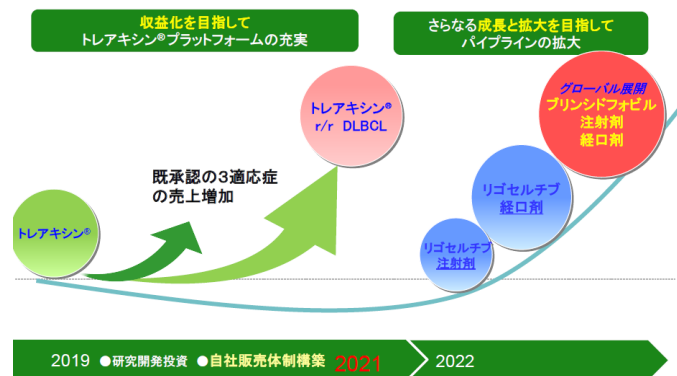 収益化を目指して
トレアキシン®プラットフォームの充実
さらなる成長と拡大を目指して
パイプラインの拡大
トレアキシン®
既承認の3適応症
の売上増加
トレアキシン®
r/r DLBCL
リゴセルチブ
注射剤
リゴセルチブ
経口剤
グローバル展開
ブリンシドフォビル
注射剤
経口剤
2019 ●研究開発投資 ●自社販売体制構築 2021 2022